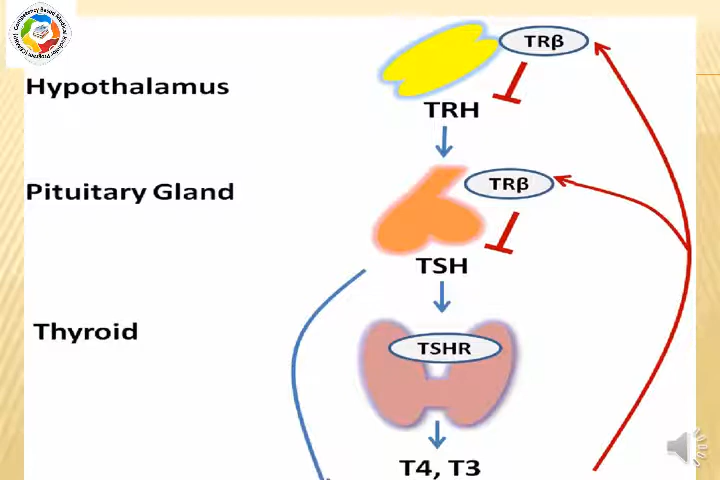 TRβ
Hypothalamus
TRH
Pituitary Gland
TRβ
TSH
Thyroid
TSHR
T4, T3